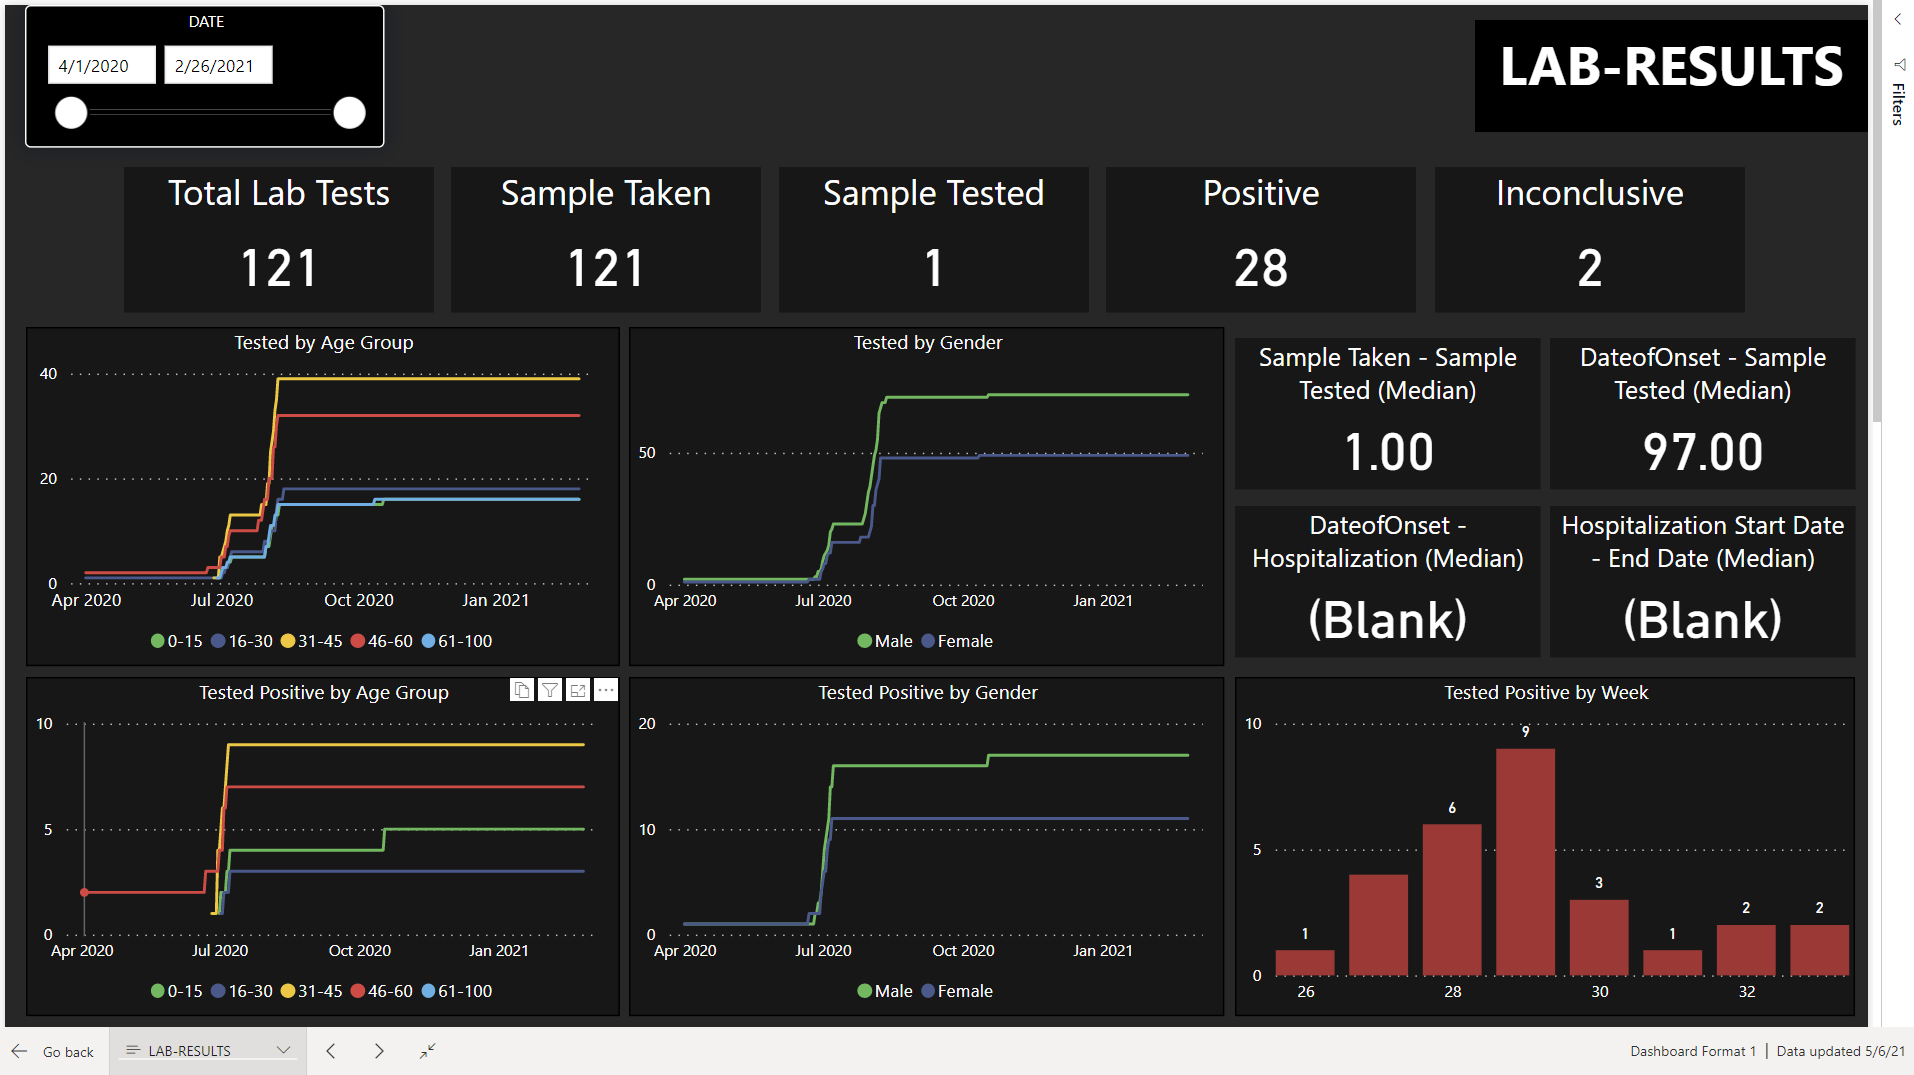 DATE
4/1/2020 2/26/2021
LAB-RESULTS
Filters
Total Lab Tests
121
Sample Taken
121
Sample Tested
1
Positive
28
Inconclusive
2
Tested by Age Group
40
20
0
Apr 2020 Jul 2020 Oct 2020 Jan 2021
0-15 16-30 31-45 46-60 61-100
Tested by Gender
50
0
Apr 2020 Jul 2020 Oct 2020 Jan 2021
Male Female
Sample Taken - Sample
Tested (Median)
1.00
DateofOnset - Sample
Tested (Median)
97.00
DateofOnset -
Hospitalization (Median)
(Blank)
Hospitalization Start Date
- End Date (Median)
(Blank)
Tested Positive by Age Group
10
5
0
Apr 2020 Jul 2020 Oct 2020 Jan 2021
0-15 16-30 31-45 46-60 61-100
Tested Positive by Gender
20
10
0
Apr 2020 Jul 2020 Oct 2020 Jan 2021
Male Female
Tested Positive by Week
10
9
6
5
3
2 2
1 1
0
26 28 30 32
Go back LAB-RESULTS
Dashboard Format 1 | Data updated 5/6/21